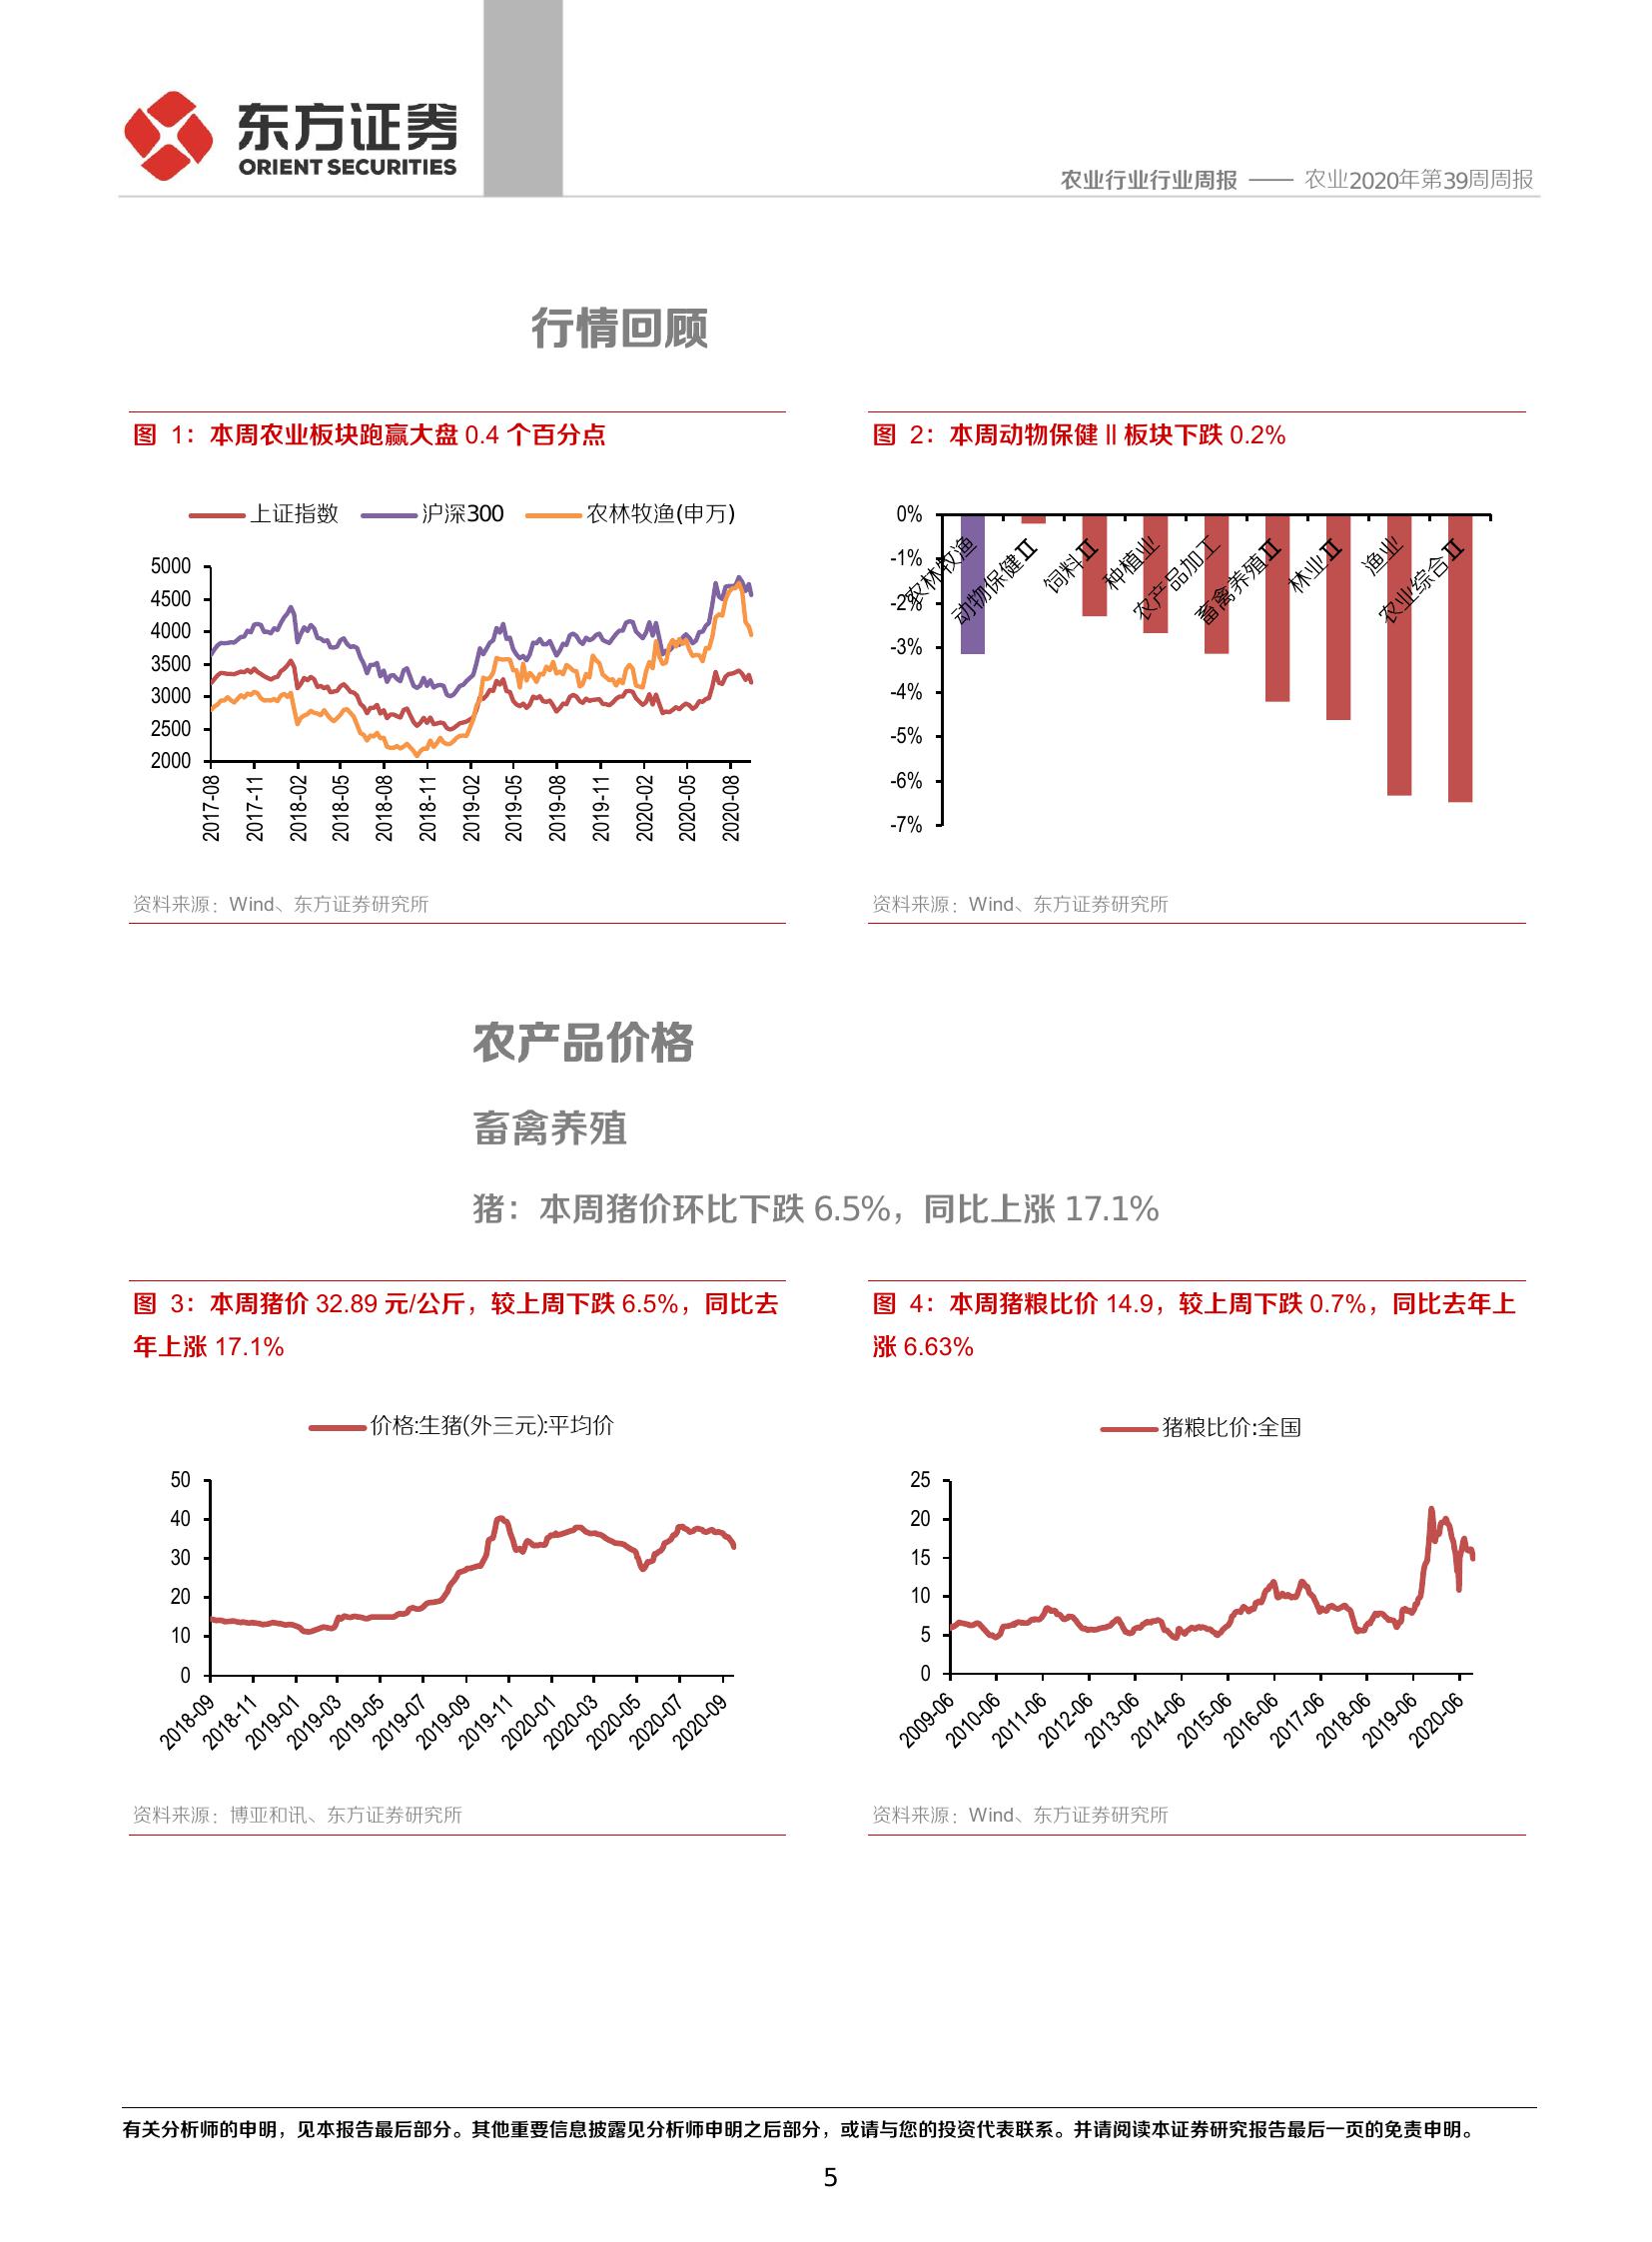 东方证券
ORIENT SECURITIES
农业行业行业周报 —— 农业2020年第39周周报
行情回顾
图 1：本周农业板块跑赢大盘 0.4 个百分点
上证指数 沪深300 农林牧渔(申万)
5000
4500
4000
3500
3000
2500
2000
2017-08 2017-11 2018-02 2018-05 2018-08 2018-11 2019-02 2019-05 2019-08 2019-11 2020-02 2020-05 2020-08
资料来源：Wind、东方证券研究所
图 2：本周动物保健Ⅱ板块下跌 0.2%
0%
-1%
-2%
-3%
-4%
-5%
-6%
-7%
农林牧渔 动物保健Ⅱ 饲料Ⅱ 种植业 农产品加工 畜禽养殖Ⅱ 林业Ⅱ 渔业 农业综合Ⅱ
资料来源：Wind、东方证券研究所
农产品价格
畜禽养殖
猪：本周猪价环比下跌 6.5%，同比上涨 17.1%
图 3：本周猪价 32.89 元/公斤，较上周下跌 6.5%，同比去
年上涨 17.1%
价格:生猪(外三元):平均价
50
40
30
20
10
0
2018-09 2018-11 2019-01 2019-03 2019-05 2019-07 2019-09 2019-11 2020-01 2020-03 2020-05 2020-07 2020-09
资料来源：博亚和讯、东方证券研究所
图 4：本周猪粮比价 14.9，较上周下跌 0.7%，同比去年上
涨 6.63%
猪粮比价:全国
25
20
15
10
5
0
2009-06 2010-06 2011-06 2012-06 2013-06 2014-06 2015-06 2016-06 2017-06 2018-06 2019-06 2020-06
资料来源：Wind、东方证券研究所
有关分析师的申明，见本报告最后部分。其他重要信息披露见分析师申明之后部分，或请与您的投资代表联系。并请阅读本证券研究报告最后一页的免责申明。
5